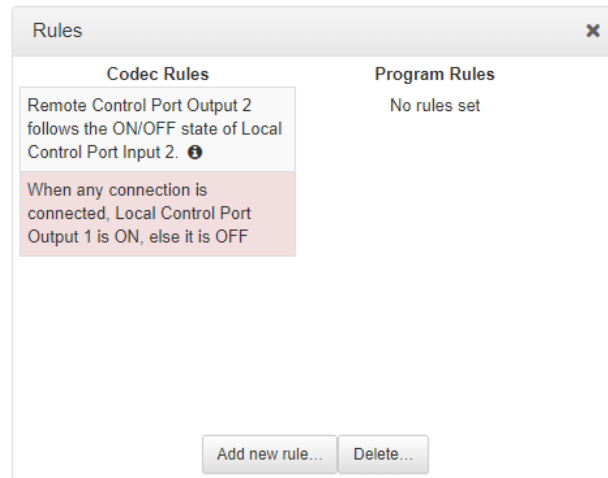 Rules
Codec Rules
Program Rules
Remote Control Port Output 2
follows the ON/OFF state of Local
Control Port Input 2.
No rules set
When any connection is
connected, Local Control Port
Output 1 is ON, else it is OFF
Add new rule...
Delete...